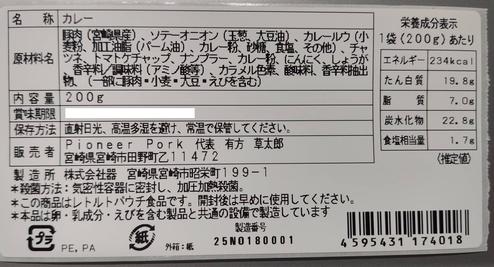 名　称 カレー
原材料名 豚肉(宮崎県産)、ソテーオニオン(玉葱、大豆油)、カレールウ(小
麦粉、加工油脂(パーム油)、カレー粉、砂糖、食塩、その他)、チャ
ツネ、トマトケチャップ、ナンプラー、カレー粉、にんにく、しょうが
、香辛料/調味料(アミノ酸等)、カラメル色素、酸味料、香辛料抽出
物、(一部に豚肉・小麦・大豆・えびを含む)
内 容 量 200g
賞味期限
保存方法 直射日光、高温多湿を避け、常温で保管してください。
販 売 者 Pioneer Pork 代表 有方 草太郎
宮崎県宮崎市田野町乙11472
製 造 所 株式会社器 宮崎県宮崎市昭栄町199-1
*殺菌方法：気密性容器に密封し、加圧加熱殺菌。
*この商品はレトルトパウチ食品です。開封後は早めに使用してください。
*本品は卵・乳成分・えびを含む製品と共通の設備で製造しています
プラ
PE,PA
紙
外箱：紙
製造番号
25N0180001
栄養成分表示
1袋(200g)あたり
エネルギー 234kcal
たん白質 19.8g
脂　質 7.0g
炭水化物 22.8g
食塩相当量 1.7g
(推定値)
4 595431 174018